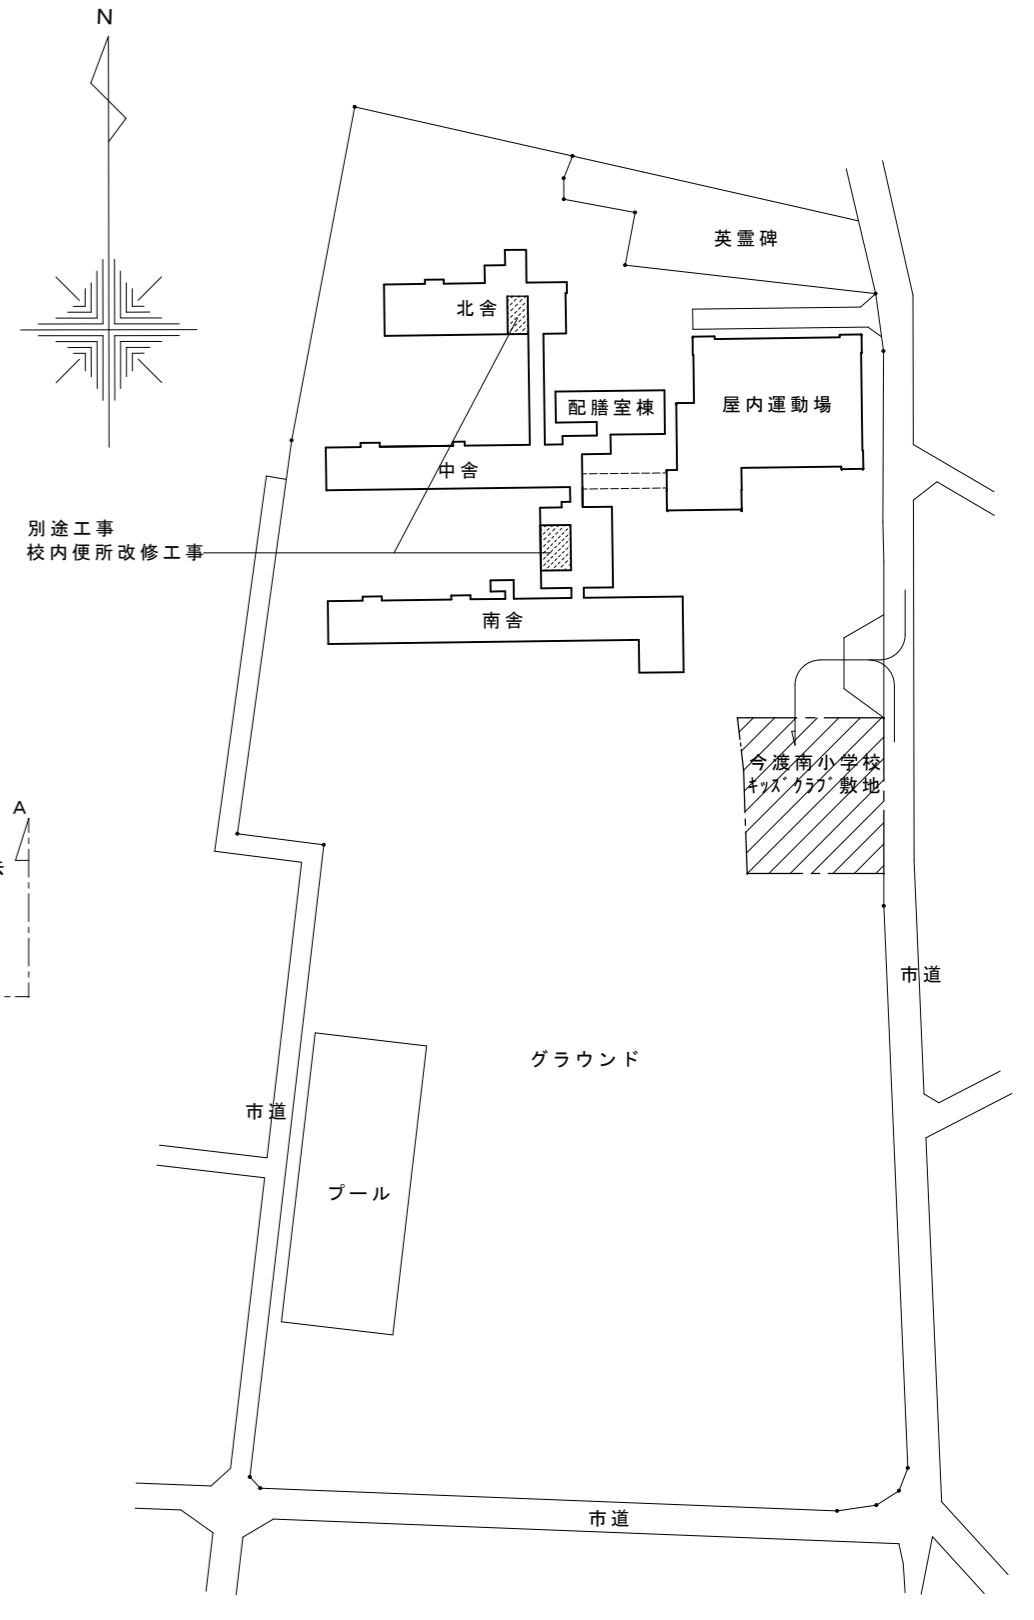 N
英霊碑
北舎
配膳室棟
屋内運動場
中舎
別途工事
校内便所改修工事
南舎
今渡南小学校
キッズクラブ敷地
A
市道
グラウンド
市道
プール
市道